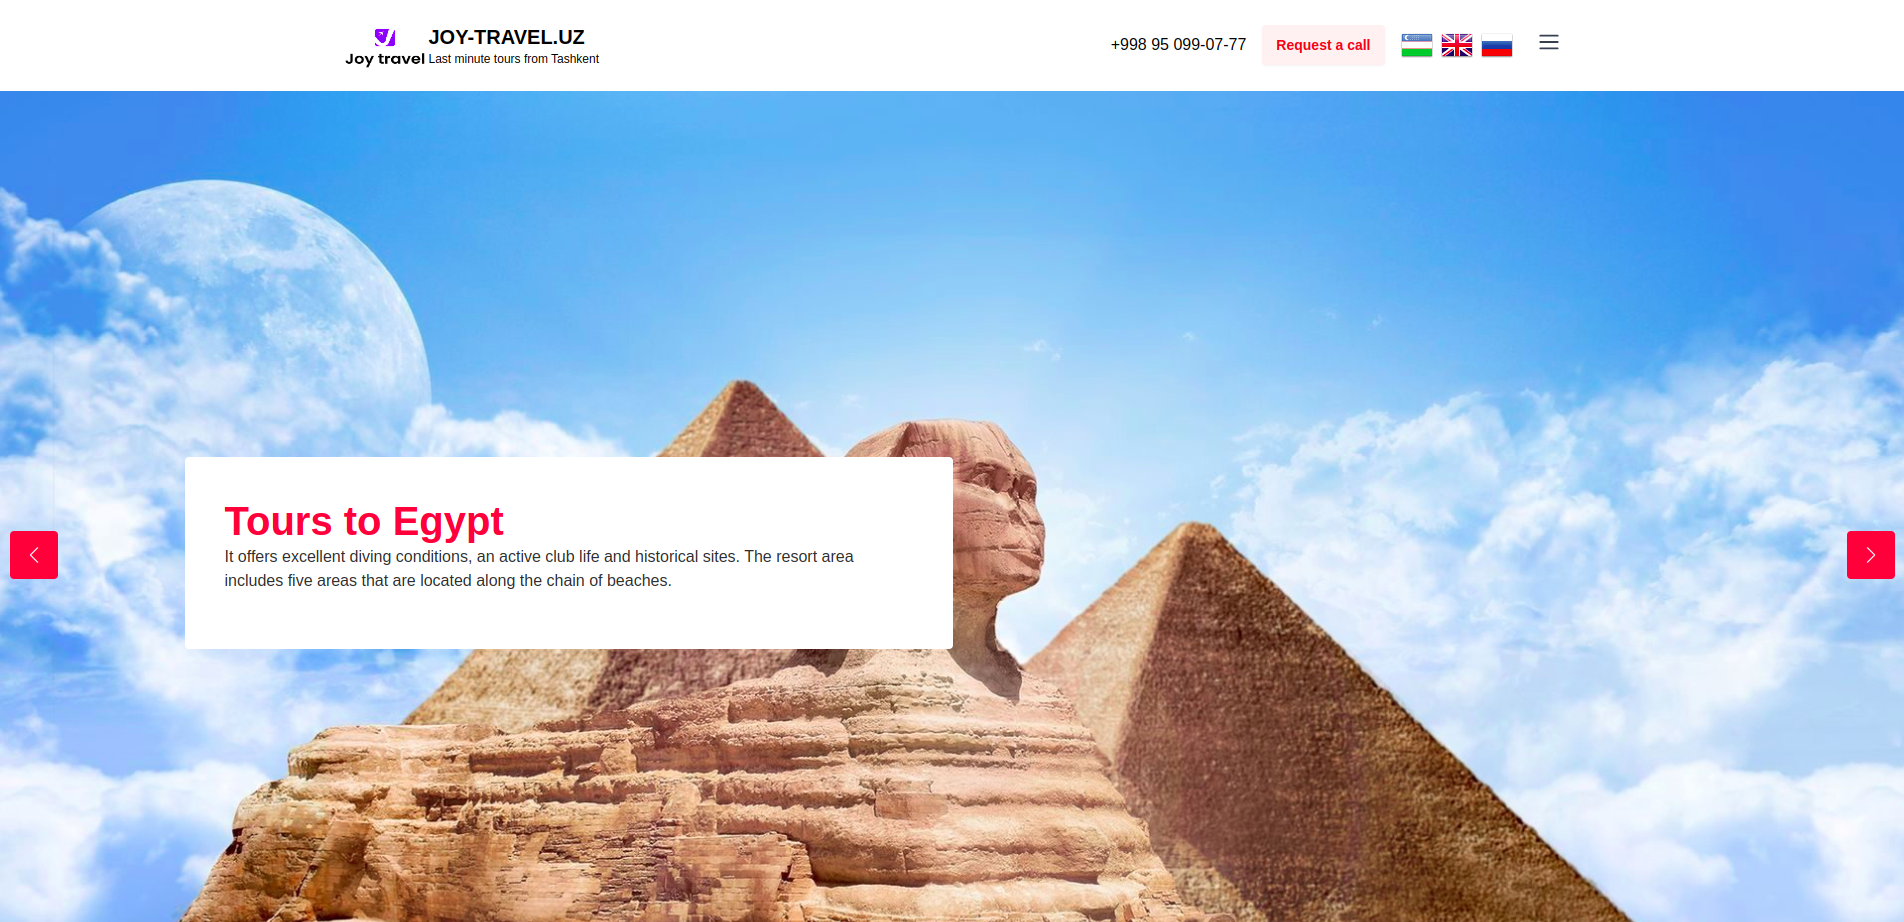 JOY-TRAVEL.UZ
Joy travel
Last minute tours from Tashkent
+998 95 099-07-77
Request a call
Tours to Egypt
It offers excellent diving conditions, an active club life and historical sites. The resort area
includes five areas that are located along the chain of beaches.